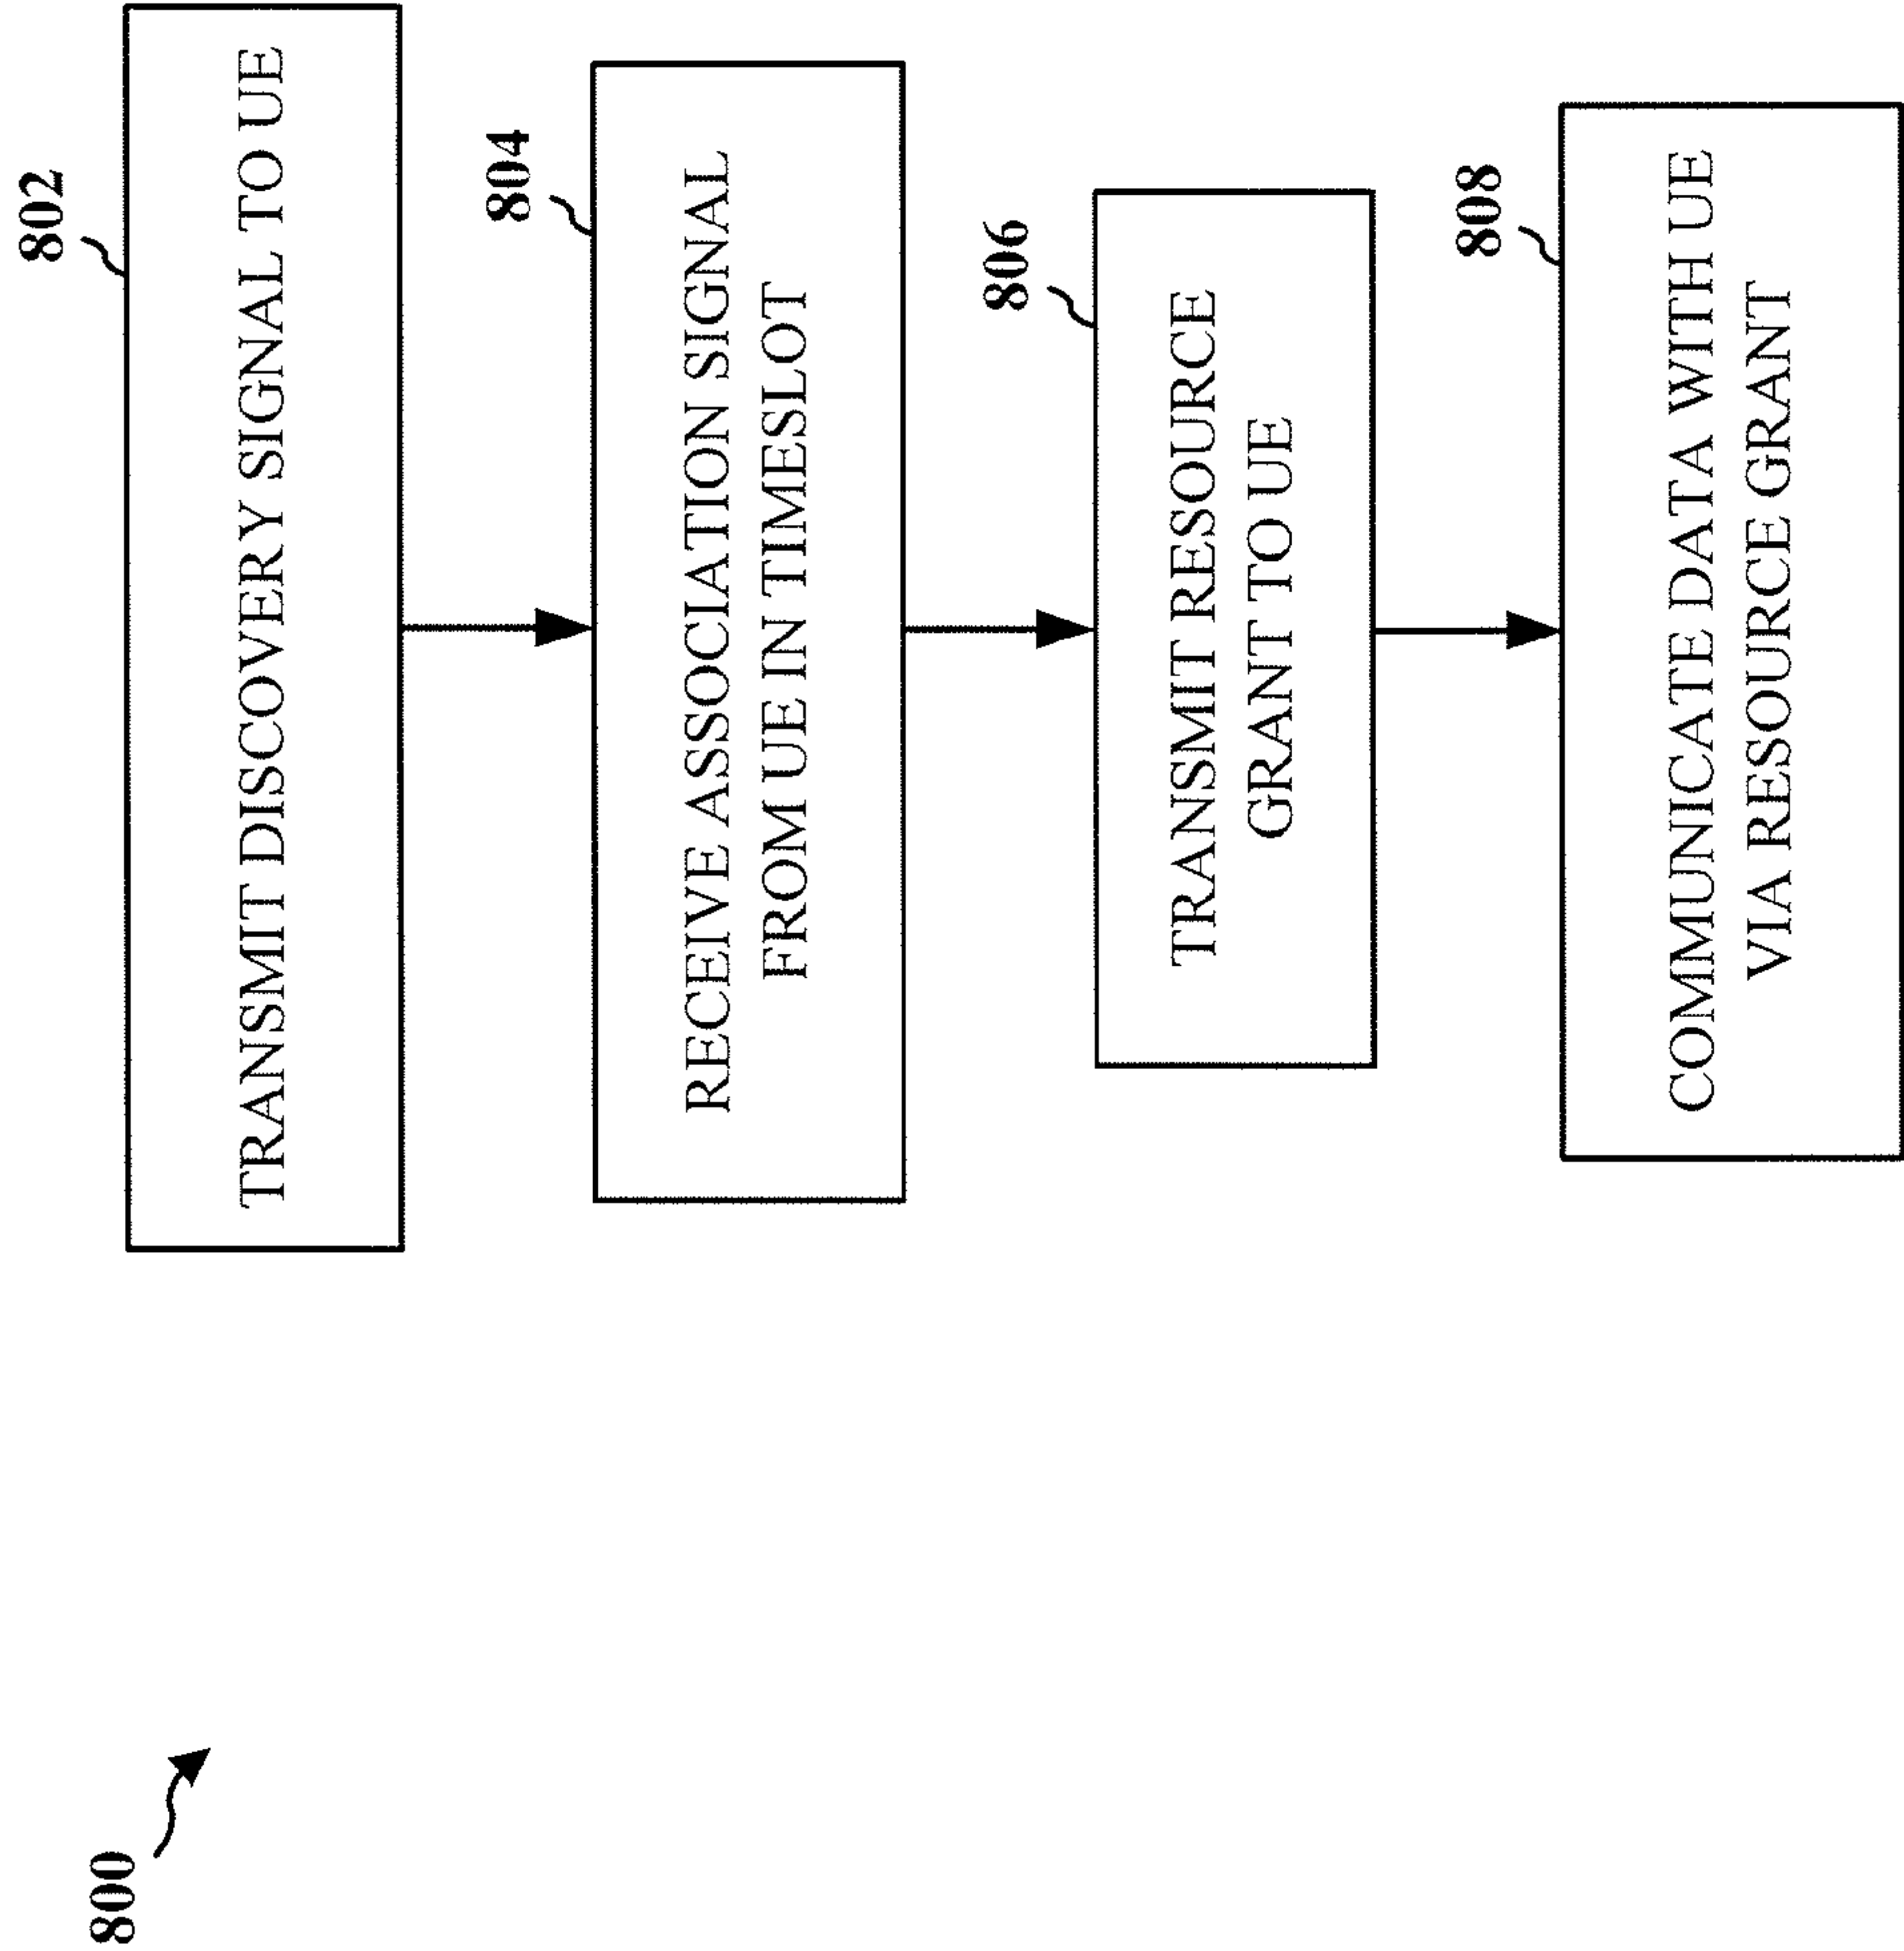 800
802
TRANSMIT DISCOVERY SIGNAL TO UE
804
RECEIVE ASSOCIATION SIGNAL
FROM UE IN TIMESLOT
806
TRANSMIT RESOURCE
GRANT TO UE
808
COMMUNICATE DATA WITH UE
VIA RESOURCE GRANT